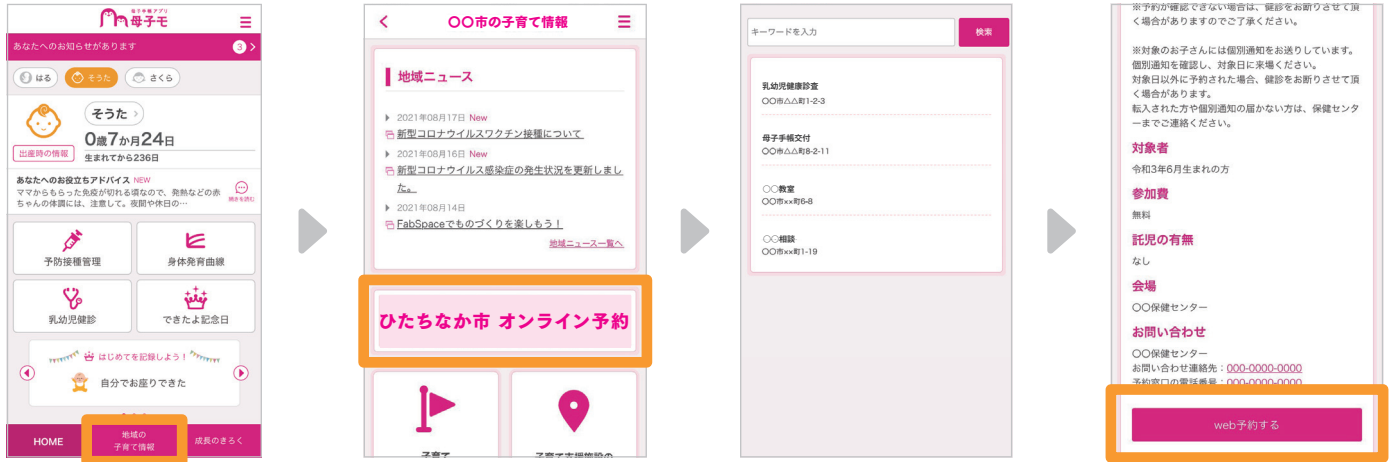 母子手帳アプリ
母子モ
あなたへのお知らせがあります
3
はる
そうた
さくら
そうた
0歳7か月24日
出産時の情報
生まれてから236日
あなたへのお役立ちアドバイス NEW
ママからもらった免疫が切れる頃なので、発熱などの赤
ちゃんの体調には、注意して。夜間や休日の…
続きを読む
予防接種管理
身体発育曲線
乳幼児健診
できたよ記念日
はじめてを記録しよう!
自分でお座りできた
HOME
地域の
子育て情報
成長のきろく
〇〇市の子育て情報
地域ニュース
2021年08月17日 New
新型コロナウイルスワクチン接種について
2021年08月16日 New
新型コロナウイルス感染症の発生状況を更新しまし
た。
2021年08月14日
FabSpaceでものづくりを楽しもう!
地域ニュース一覧へ
ひたちなか市 オンライン予約
子育て
子育て支援施設の
キーワードを入力
検索
乳幼児健康診査
〇〇市△△町1-2-3
母子手帳交付
〇〇市△△町8-2-11
〇〇教室
〇〇市××町6-8
〇〇相談
〇〇市××町1-19
※予約が確認できない場合は、健診をお断りさせて頂
く場合がありますのでご了承ください。
※対象のお子さんには個別通知をお送りしています。
個別通知を確認し、対象日に来場ください。
対象日以外に予約された場合、健診をお断りさせて頂
く場合があります。
転入された方や個別通知の届かない方は、保健センタ
ーまでご連絡ください。
対象者
令和3年6月生まれの方
参加費
無料
託児の有無
なし
会場
〇〇保健センター
お問い合わせ
〇〇保健センター
お問い合わせ連絡先：000-0000-0000
予約窓口の電話番号：000-0000-0000
web予約する